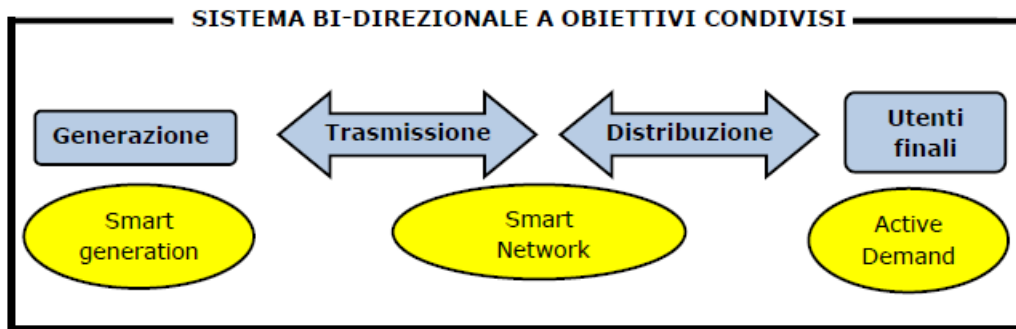 SISTEMA BI-DIREZIONALE A OBIETTIVI CONDIVISI
Generazione
Trasmissione
Distribuzione
Utenti
finali
Smart
generation
Smart
Network
Active
Demand